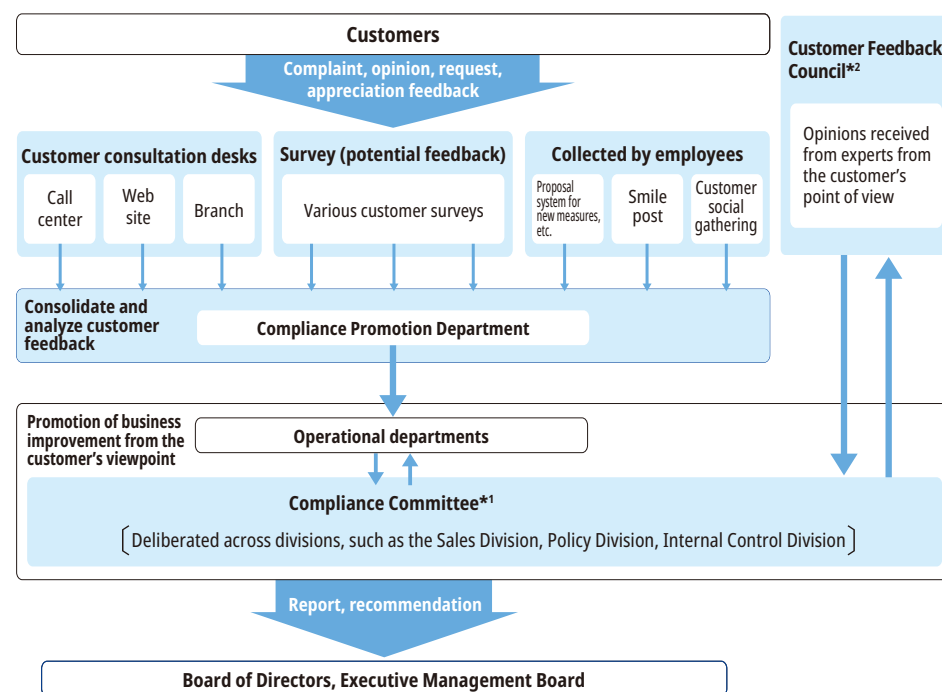 Customers
Complaint, opinion, request,
appreciation feedback
Customer Feedback
Council*2
Opinions received
from experts from
the customer's
point of view
Customer consultation desks
Call
center
Web
site
Branch
Survey (potential feedback)
Various customer surveys
Collected by employees
Proposal
system for
new measures,
etc.
Smile
post
Customer
social
gathering
Consolidate and
analyze customer
feedback
Compliance Promotion Department
Promotion of business
improvement from the
customer's viewpoint
Operational departments
Compliance Committee*1
[Deliberated across divisions, such as the Sales Division, Policy Division, Internal Control Division]
Report, recommendation
Board of Directors, Executive Management Board